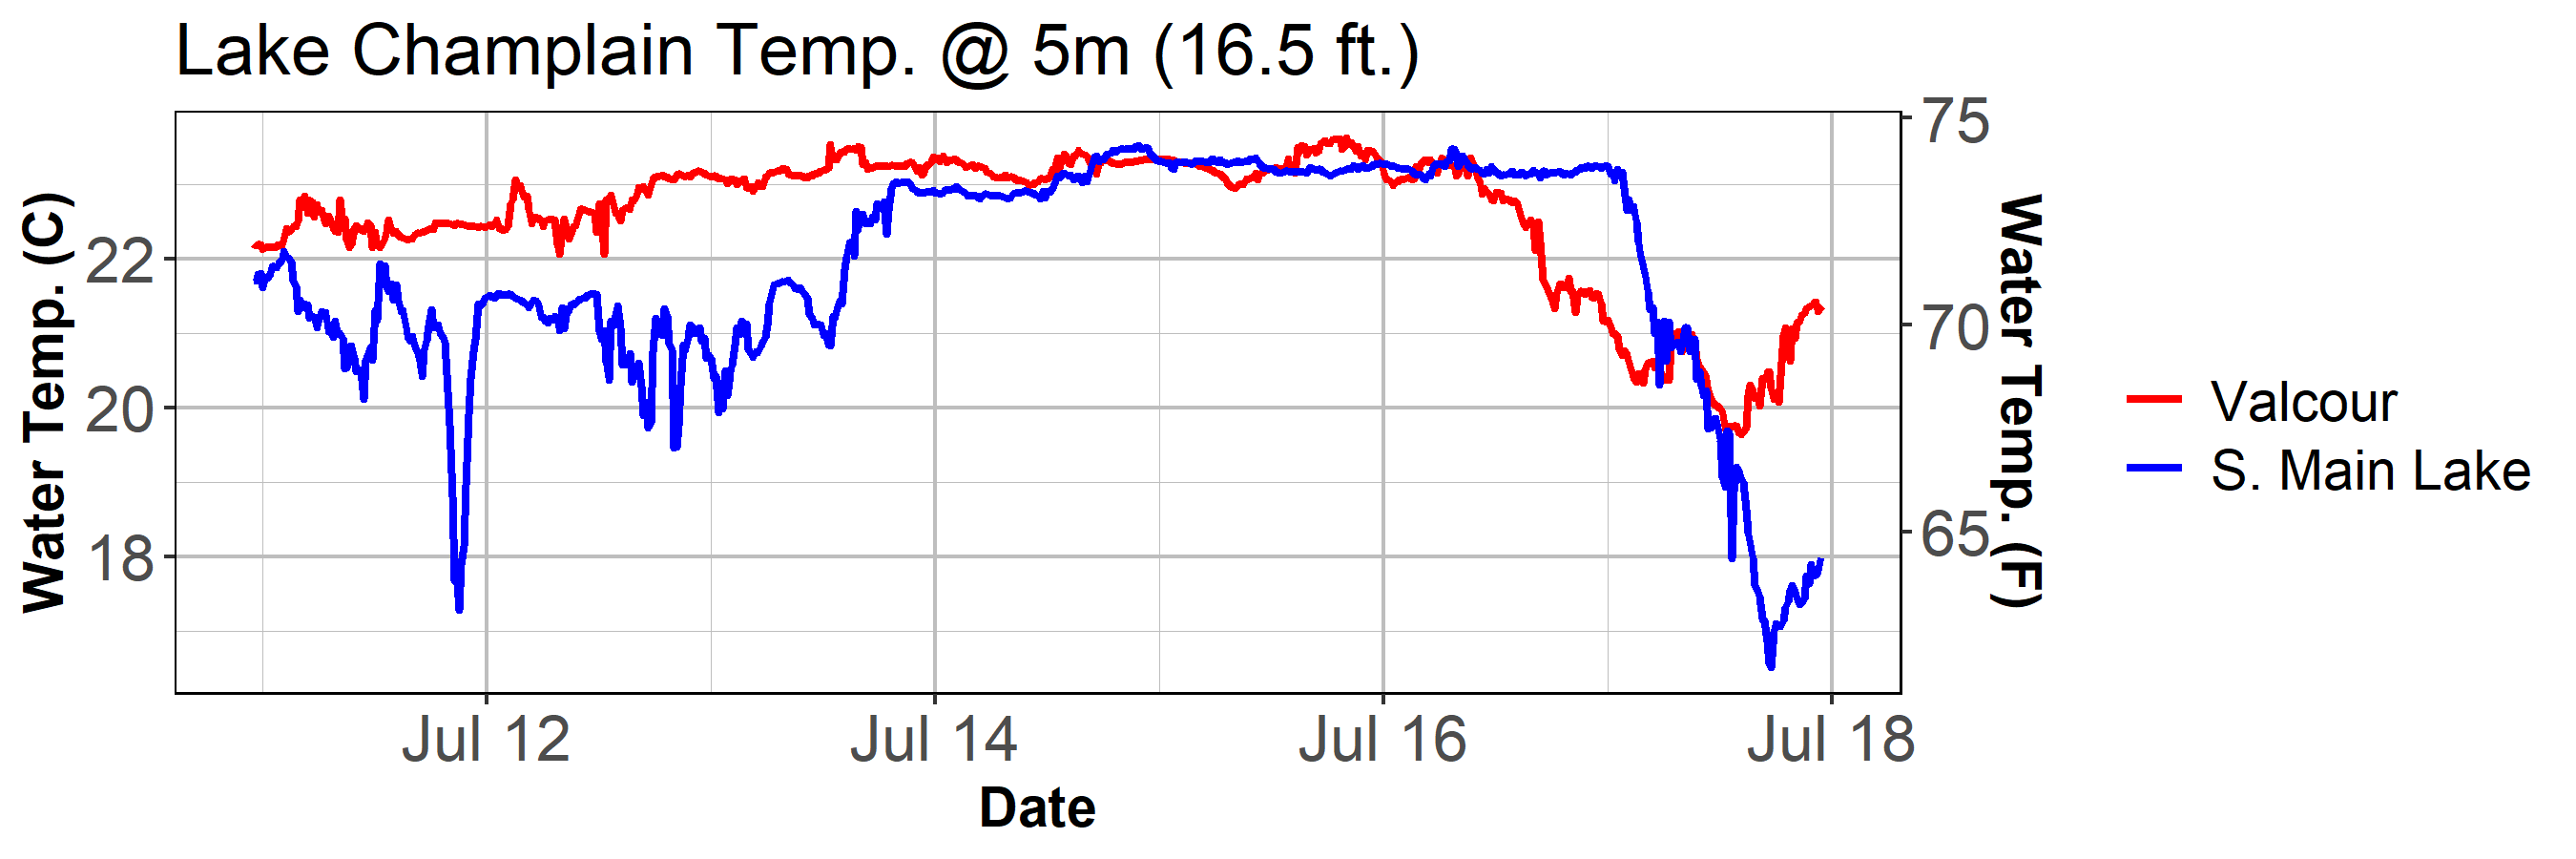 Lake Champlain Temp. @ 5m (16.5 ft.)
Water Temp. (C)
22
20
18
75
70
65
Water Temp. (F)
Jul 12
Jul 14
Jul 16
Jul 18
Date
Valcour
S. Main Lake